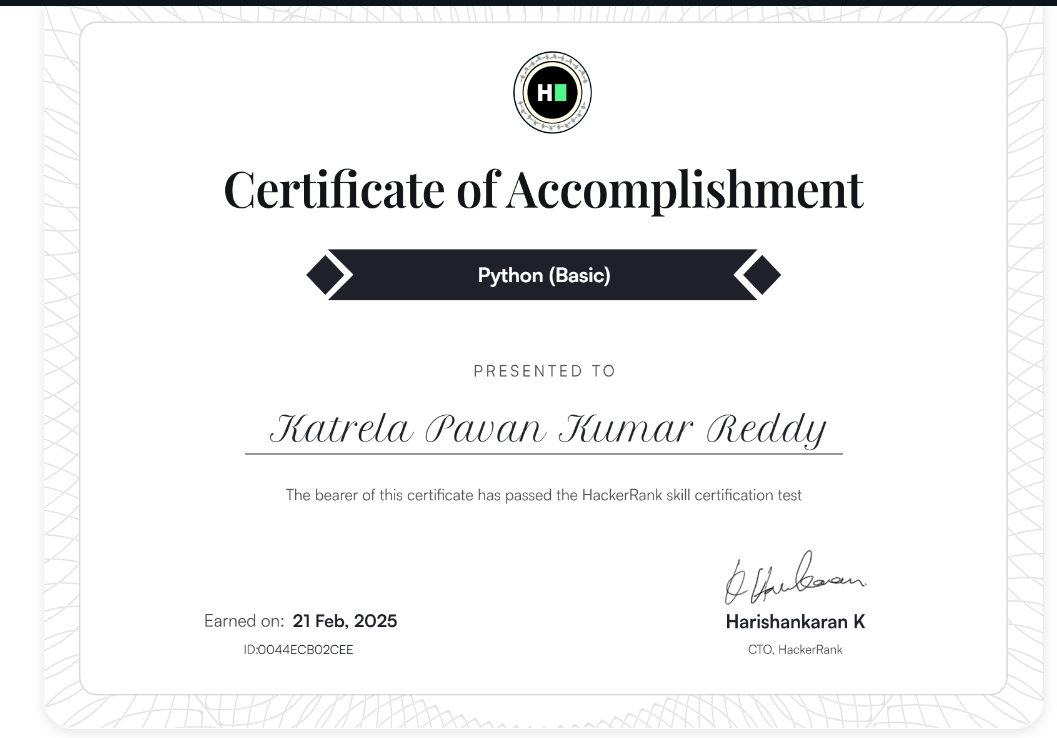 H
Certificate of Accomplishment
Python (Basic)
PRESENTED TO
Katrela Pavan Kumar Reddy
The bearer of this certificate has passed the HackerRank skill certification test
Earned on: 21 Feb, 2025
ID:0044ECB02CEE
Harishankaran K
CTO, HackerRank